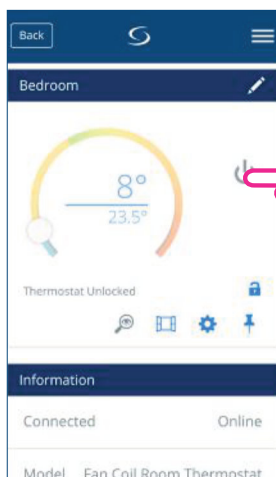 Back
Bedroom
8°
23.5°
Thermostat Unlocked
Information
Connected Online
Model Fan Coil Room Thermostat